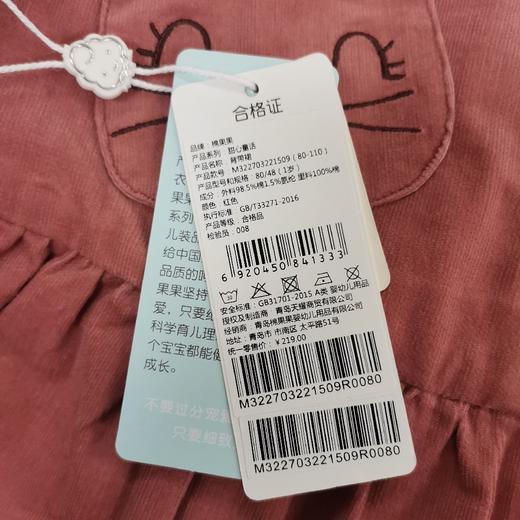 合格证
品牌：棉果果
产品系列：甜心童话
产品名称：背带裙
产品款号：M322703221509 (80-110)
产品型号和规格：80/48 (1岁)
成分：外料98.5%棉1.5%氨纶 里料100%棉
颜色：红色
执行标准：GB/T33271-2016
产品等级：合格品
检验员：008
6 920450 841333
安全标准：GB31701-2015 A类 婴幼儿用品
授权及制造商：青岛天耀商贸有限公司
经销商：青岛棉果果婴幼儿用品有限公司
地址：青岛市 市南区 太平路51号
统一零售价：¥219.00
M322703221509R0080
M322703221509R0080
衣
果果
系列
儿装品
给中国
品质的呵
果果坚持
爱，只要给
科学育儿理
个宝宝都能健
成长。
不要过分宠
只要细致